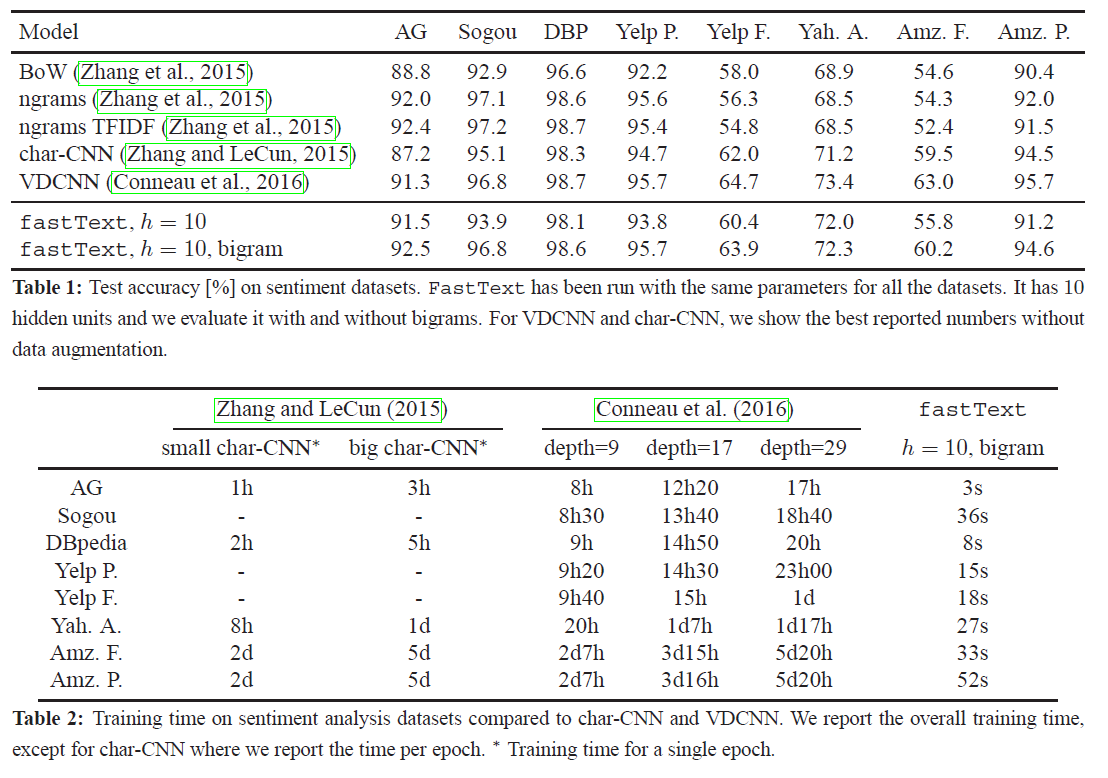 Model AG Sogou DBP Yelp P. Yelp F. Yah. A. Amz. F. Amz. P.
BoW (Zhang et al., 2015) 88.8 92.9 96.6 92.2 58.0 68.9 54.6 90.4
ngrams (Zhang et al., 2015) 92.0 97.1 98.6 95.6 56.3 68.5 54.3 92.0
ngrams TFIDF (Zhang et al., 2015) 92.4 97.2 98.7 95.4 54.8 68.5 52.4 91.5
char-CNN (Zhang and LeCun, 2015) 87.2 95.1 98.3 94.7 62.0 71.2 59.5 94.5
VDCNN (Conneau et al., 2016) 91.3 96.8 98.7 95.7 64.7 73.4 63.0 95.7
fastText, h = 10 91.5 93.9 98.1 93.8 60.4 72.0 55.8 91.2
fastText, h = 10, bigram 92.5 96.8 98.6 95.7 63.9 72.3 60.2 94.6
Table 1: Test accuracy [%] on sentiment datasets. FastText has been run with the same parameters for all the datasets. It has 10
hidden units and we evaluate it with and without bigrams. For VDCNN and char-CNN, we show the best reported numbers without
data augmentation.
Zhang and LeCun (2015) Conneau et al. (2016) fastText
small char-CNN* big char-CNN* depth=9 depth=17 depth=29 h = 10, bigram
AG 1h 3h 8h 12h20 17h 3s
Sogou - - 8h30 13h40 18h40 36s
DBpedia 2h 5h 9h 14h50 20h 8s
Yelp P. - - 9h20 14h30 23h00 15s
Yelp F. - - 9h40 15h 1d 18s
Yah. A. 8h 1d 20h 1d7h 1d17h 27s
Amz. F. 2d 5d 2d7h 3d15h 5d20h 33s
Amz. P. 2d 5d 2d7h 3d16h 5d20h 52s
Table 2: Training time on sentiment analysis datasets compared to char-CNN and VDCNN. We report the overall training time,
except for char-CNN where we report the time per epoch. * Training time for a single epoch.